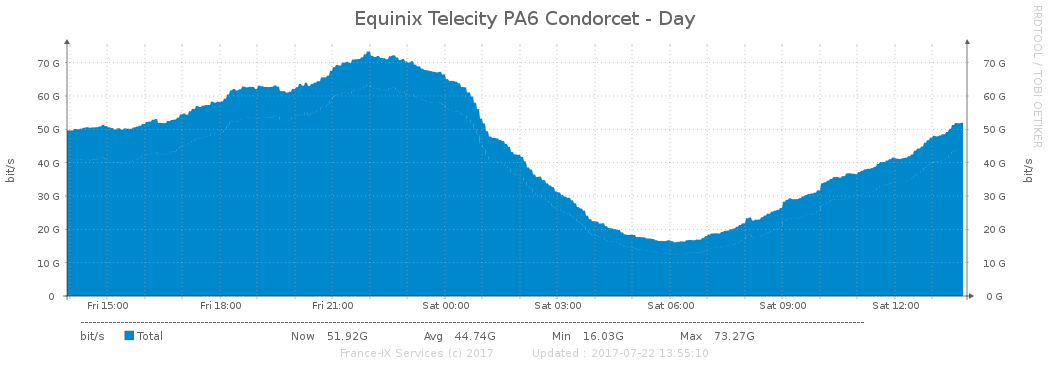 Equinix Telecity PA6 Condorcet - Day
RRDTOOL / TOBI OETIKER
bit/s
70 G
60 G
50 G
40 G
30 G
20 G
10 G
0
70 G
60 G
50 G
40 G
30 G
20 G
10 G
0 G
bit/s
Fri 15:00 Fri 18:00 Fri 21:00 Sat 00:00 Sat 03:00 Sat 06:00 Sat 09:00 Sat 12:00
bit/s Total Now 51.92G Avg 44.74G Min 16.03G Max 73.27G
France-IX Services (c) 2017 Updated : 2017-07-22 13:55:10